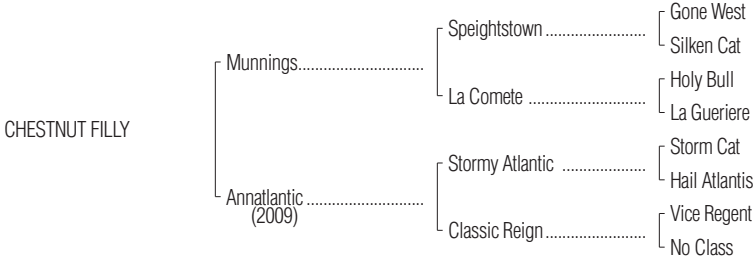 Gone West
Speightstown
Silken Cat
Munnings
Holy Bull
La Comete
La Gueriere
CHESTNUT FILLY
Storm Cat
Stormy Atlantic
Hail Atlantis
Annatlantic
(2009)
Vice Regent
Classic Reign
No Class